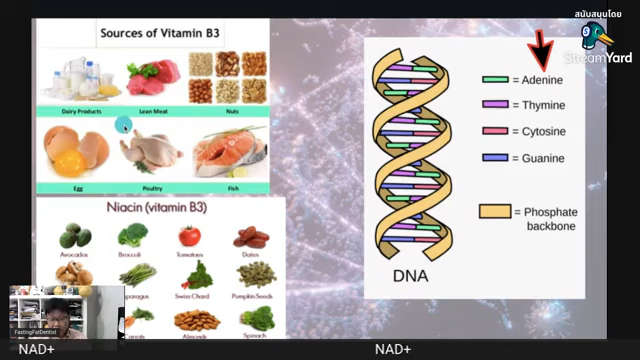 สนับสนุนโดย
StreamYard
Sources of Vitamin B3
Dairy Products
Lean Meat
Nuts
Egg
Poultry
Fish
Niacin (vitamin B3)
Avocados
Broccoli
Tomatoes
Dates
sparagus
Swiss Chard
Pumpkin Seeds
Carrots
Almonds
Spinach
= Adenine
= Thymine
= Cytosine
= Guanine
= Phosphate
backbone
DNA
FastingFatDentist
NAD+
NAD+